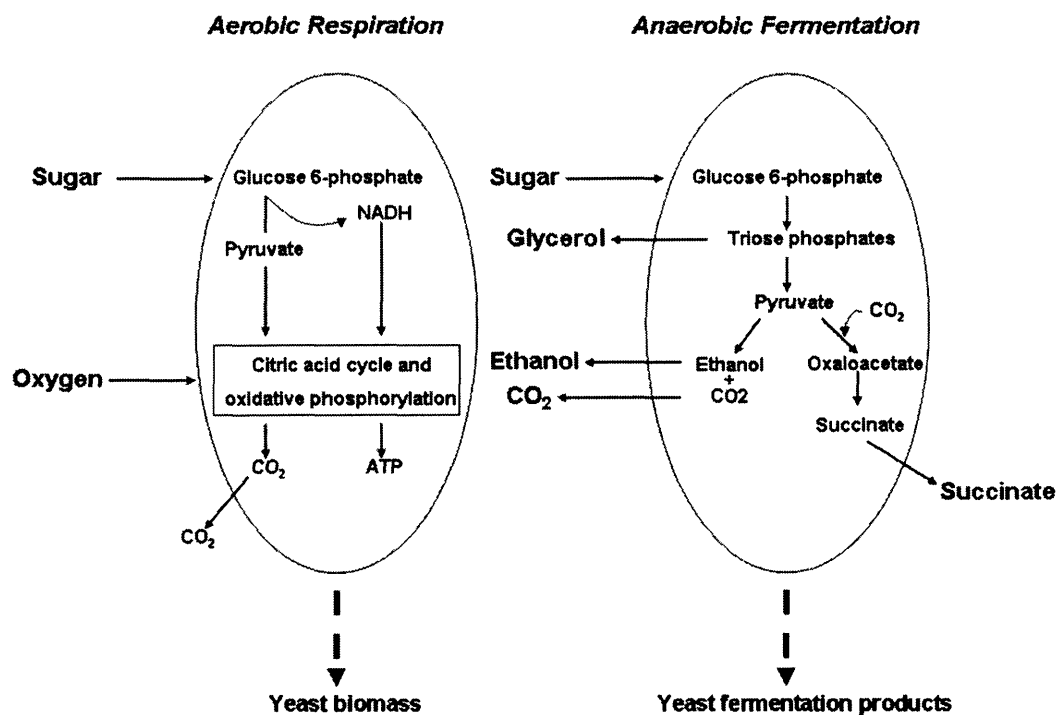 Aerobic Respiration
Sugar
Glucose 6-phosphate
NADH
Pyruvate
Oxygen
Citric acid cycle and
oxidative phosphorylation
CO₂
ATP
CO₂
Yeast biomass
Anaerobic Fermentation
Sugar
Glucose 6-phosphate
Glycerol
Triose phosphates
Pyruvate
CO₂
Ethanol
Ethanol
+
CO2
Oxaloacetate
CO₂
Succinate
Succinate
Yeast fermentation products